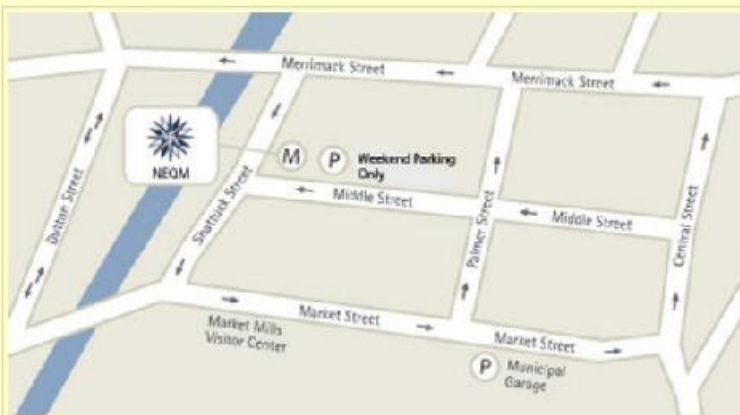 Merrimack Street
Merrimack Street
NEQM
M
P
Weekend Parking
Only
Dutton Street
Shattuck Street
Middle Street
Middle Street
Palmer Street
Central Street
Market Street
Market Mills
Visitor Center
Market Street
P
Municipal
Garage